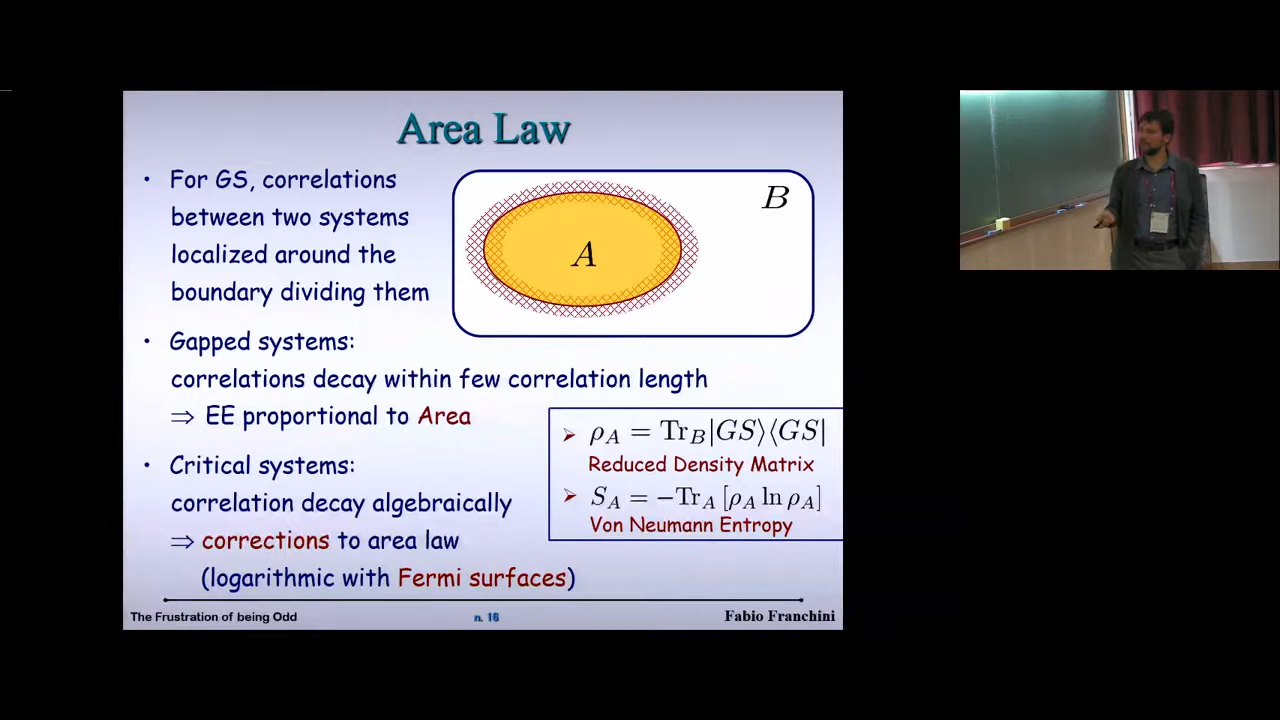 Area Law
• For GS, correlations
between two systems
localized around the
boundary dividing them
B
A
• Gapped systems:
correlations decay within few correlation length
⇒ EE proportional to Area
• Critical systems:
correlation decay algebraically
⇒ corrections to area law
(logarithmic with Fermi surfaces)
➢ ρ_A = Tr_B|GS⟩⟨GS|
Reduced Density Matrix
➢ S_A = −Tr_A [ρ_A ln ρ_A]
Von Neumann Entropy
The Frustration of being Odd
n. 16
Fabio Franchini